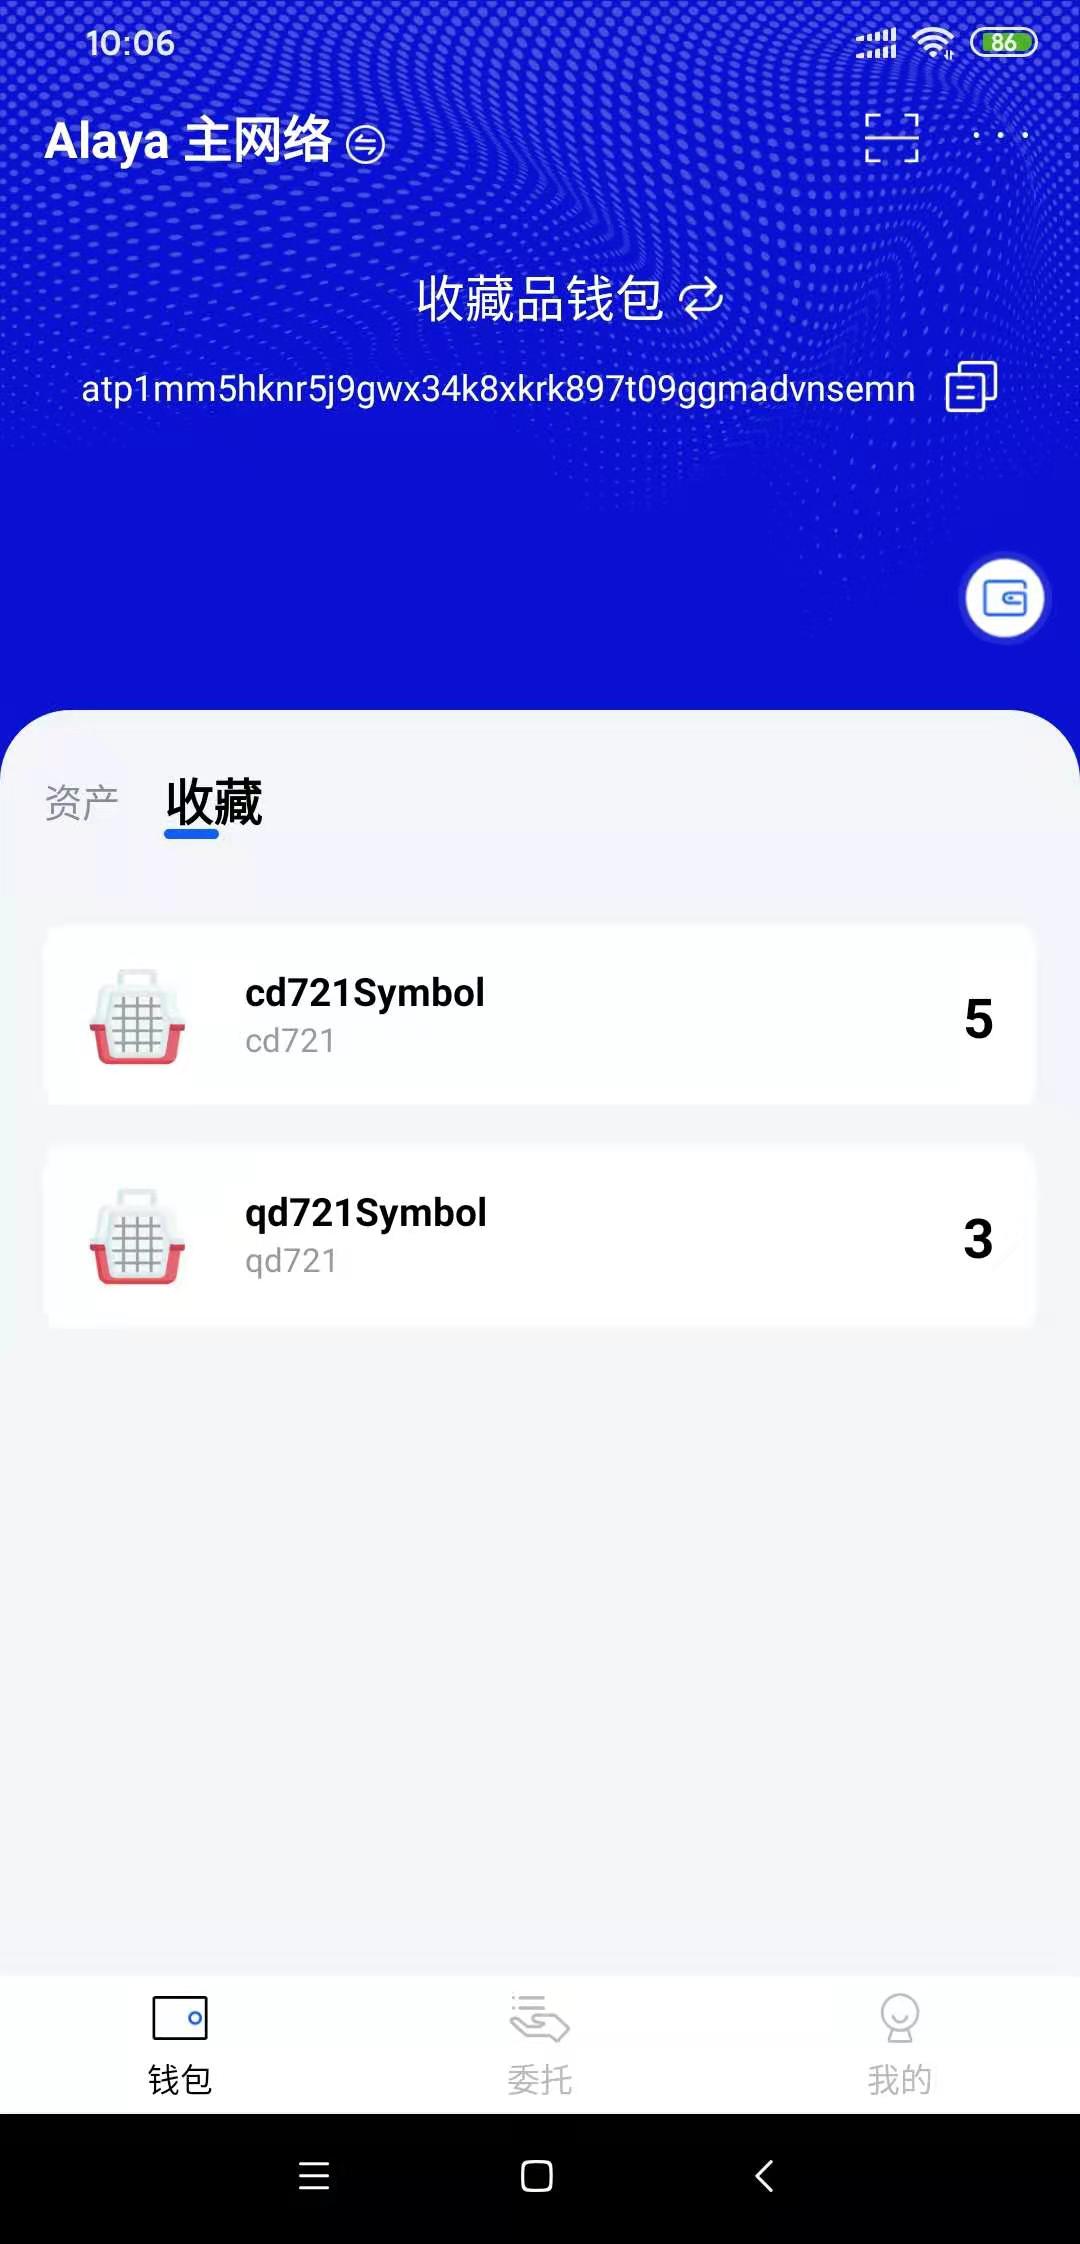 10:06
86
Alaya 主网络
收藏品钱包
atp1mm5hknr5j9gwx34k8xkrk897t09ggmadvnsemn
资产 收藏
cd721Symbol
cd721
5
qd721Symbol
qd721
3
钱包 委托 我的